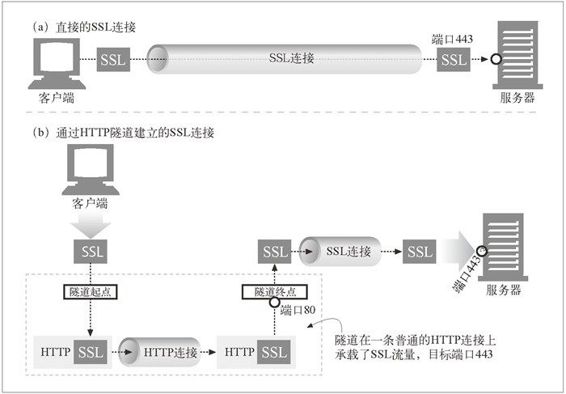 （a）直接的SSL连接
端口443
SSL
SSL连接
SSL
客户端
服务器
（b）通过HTTP隧道建立的SSL连接
客户端
SSL
SSL
SSL连接
SSL
端口443
服务器
隧道起点
隧道终点
端口80
HTTP
SSL
HTTP连接
HTTP
SSL
隧道在一条普通的HTTP连接上
承载了SSL流量，目标端口443